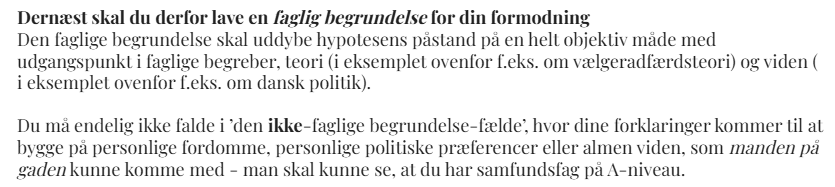 Dernæst skal du derfor lave en faglig begrundelse for din formodning
Den faglige begrundelse skal uddybe hypotesens påstand på en helt objektiv måde med
udgangspunkt i faglige begreber, teori (i eksemplet ovenfor f.eks. om vælgeradfærdsteori) og viden (
i eksemplet ovenfor f.eks. om dansk politik).
Du må endelig ikke falde i 'den ikke-faglige begrundelse-fælde', hvor dine forklaringer kommer til at
bygge på personlige fordomme, personlige politiske præferencer eller almen viden, som manden på
gaden kunne komme med - man skal kunne se, at du har samfundsfag på A-niveau.